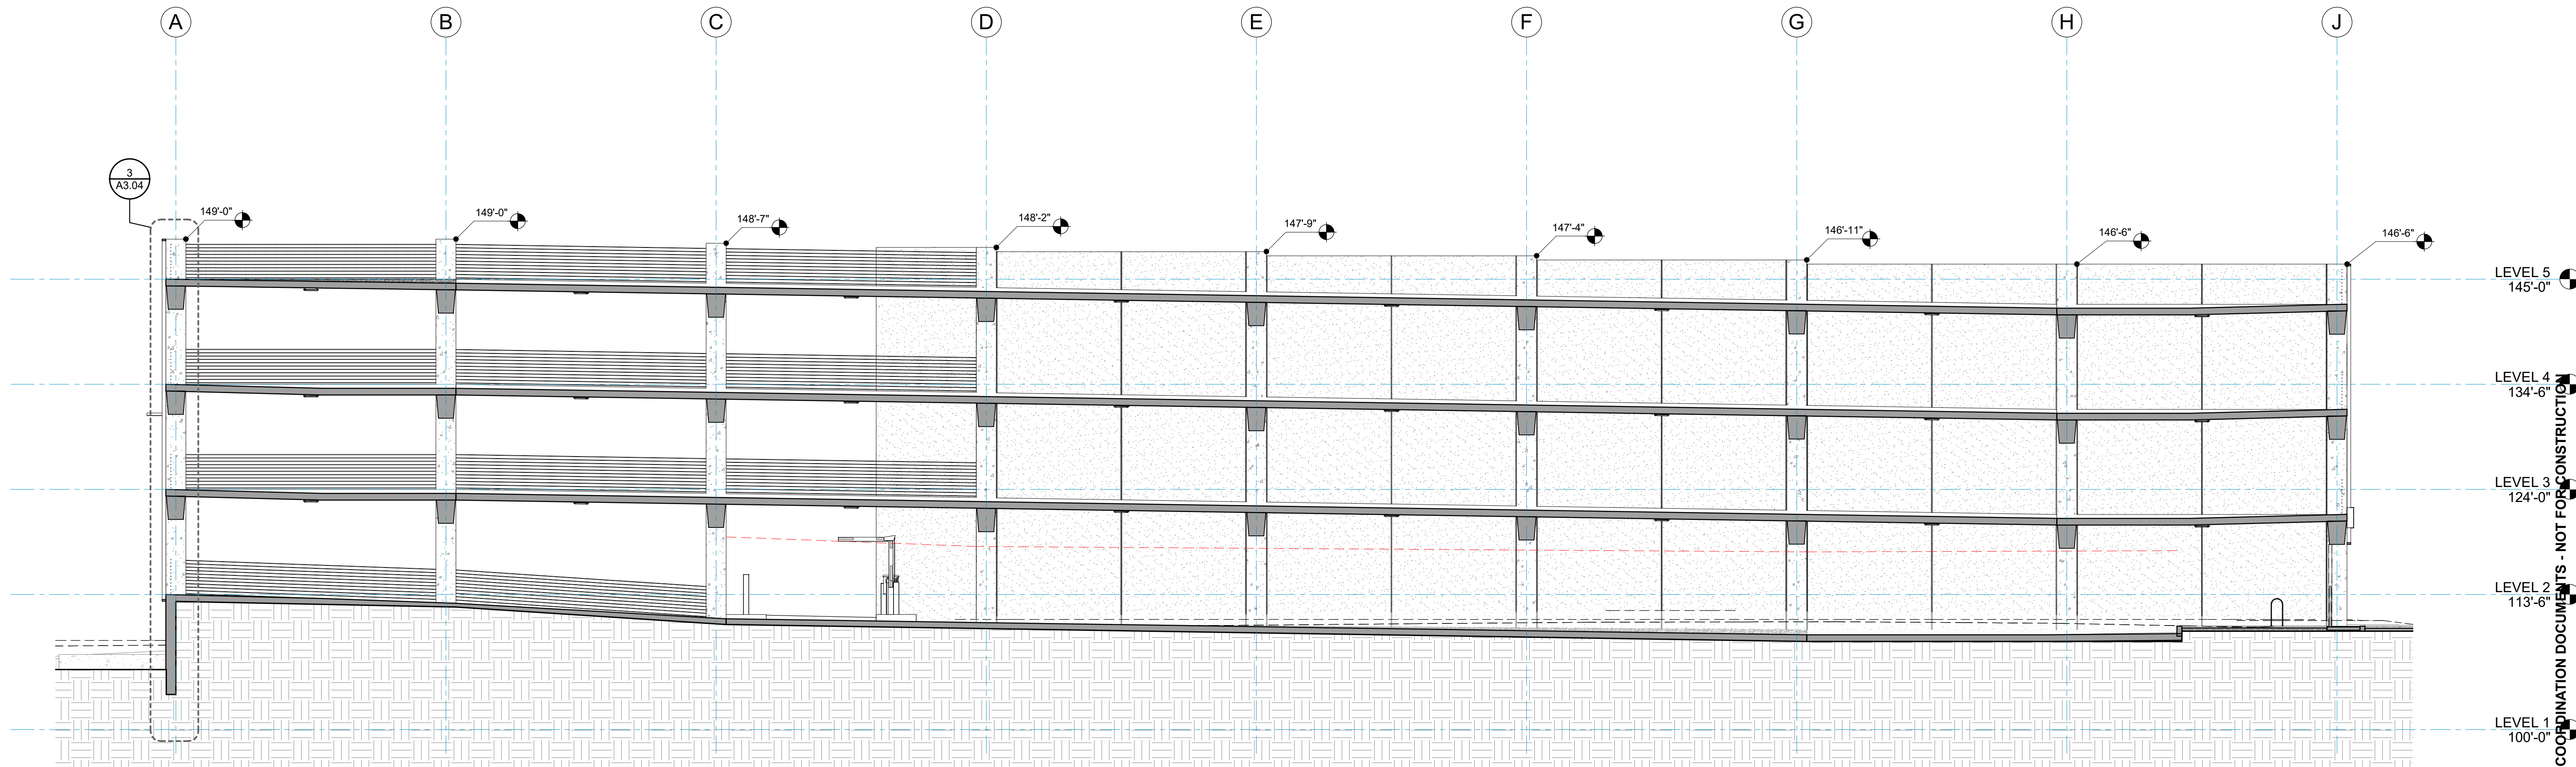 A
B
C
D
E
F
G
H
J
3
A3.04
149'-0"
149'-0"
148'-7"
148'-2"
147'-9"
147'-4"
146'-11"
146'-6"
146'-6"
LEVEL 5
145'-0"
LEVEL 4
134'-6"
LEVEL 3
124'-0"
LEVEL 2
113'-6"
LEVEL 1
100'-0"
COORDINATION DOCUMENTS - NOT FOR CONSTRUCTION